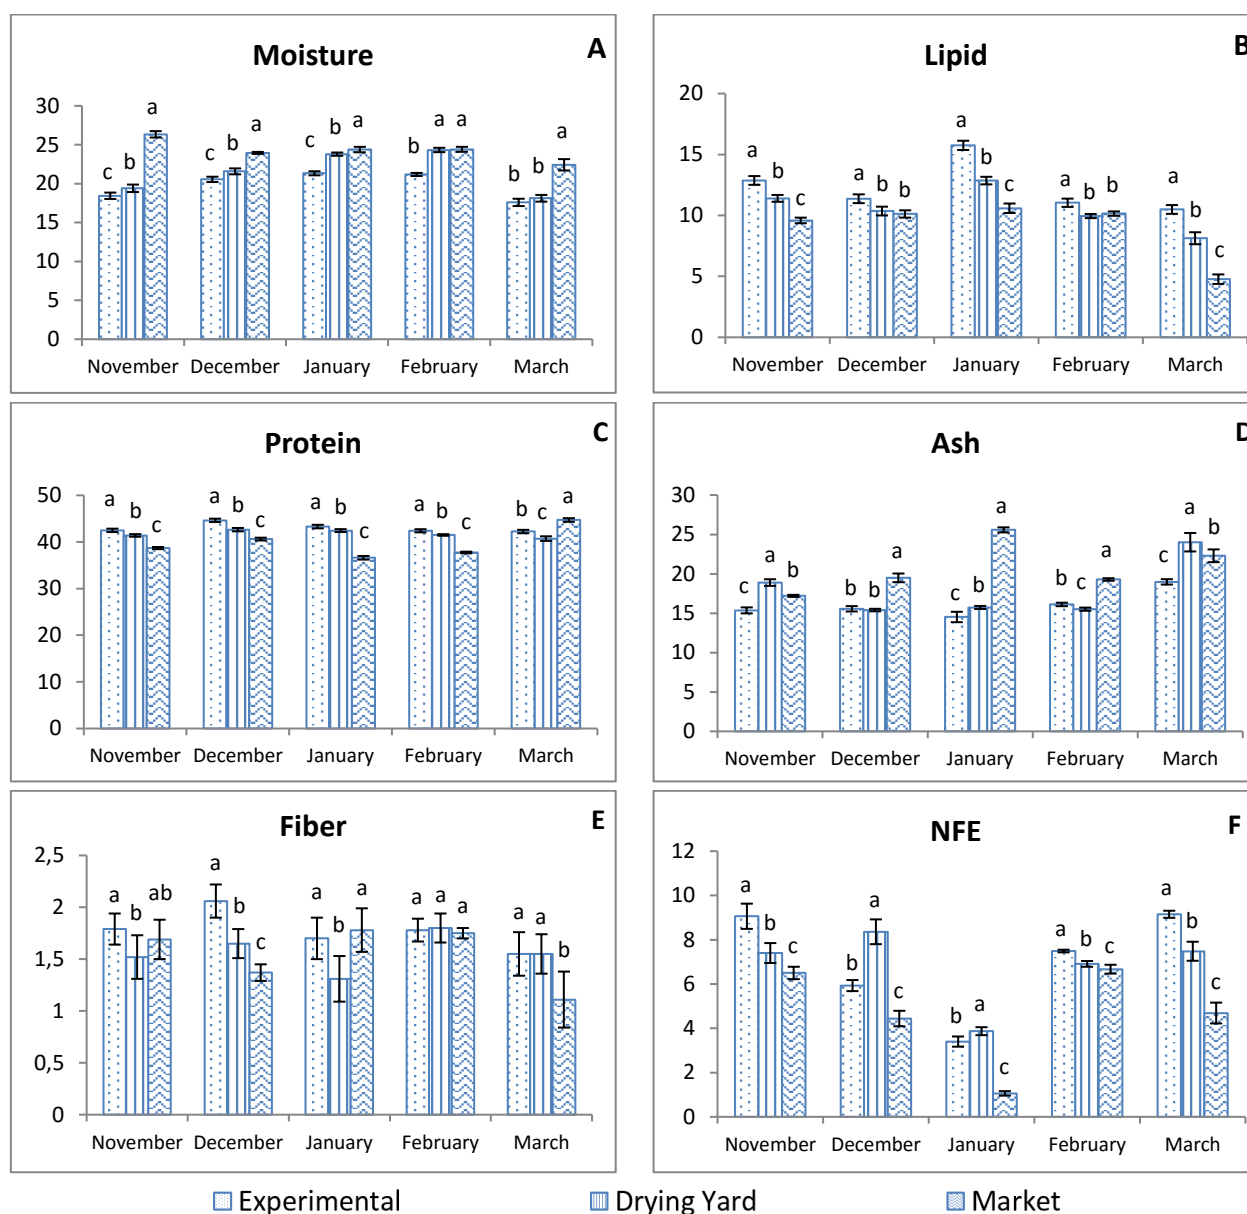 Moisture A
30
25
20
15
10
5
0
c b a c b a c b a b a a b b a
November December January February March
Lipid B
20
15
10
5
0
a b c a b b a b c a b b a b c
November December January February March
Protein C
50
40
30
20
10
0
a b c a b c a b c a b c b c a
November December January February March
Ash D
30
25
20
15
10
5
0
c a b b b a c b a b c a c a b
November December January February March
Fiber E
2,5
2
1,5
1
0,5
0
a b ab a b c a b a a a a a a b
November December January February March
NFE F
12
10
8
6
4
2
0
a b c b a c b a c a b c a b c
November December January February March
Experimental Drying Yard Market